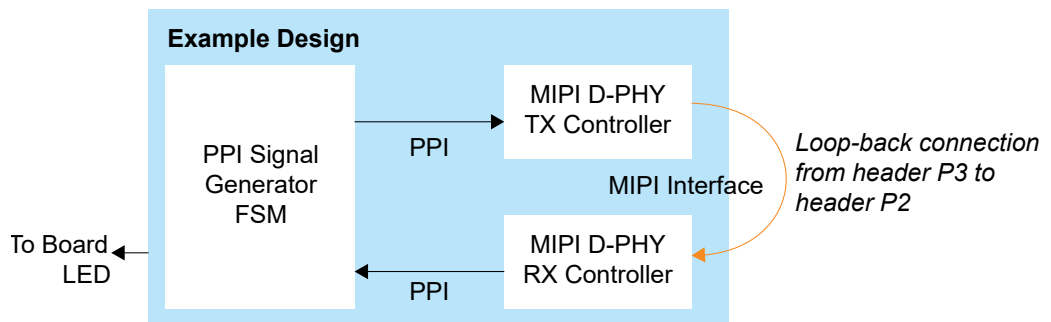 Example Design
PPI Signal
Generator
FSM
PPI
MIPI D-PHY
TX Controller
MIPI Interface
Loop-back connection
from header P3 to
header P2
MIPI D-PHY
RX Controller
PPI
To Board
LED